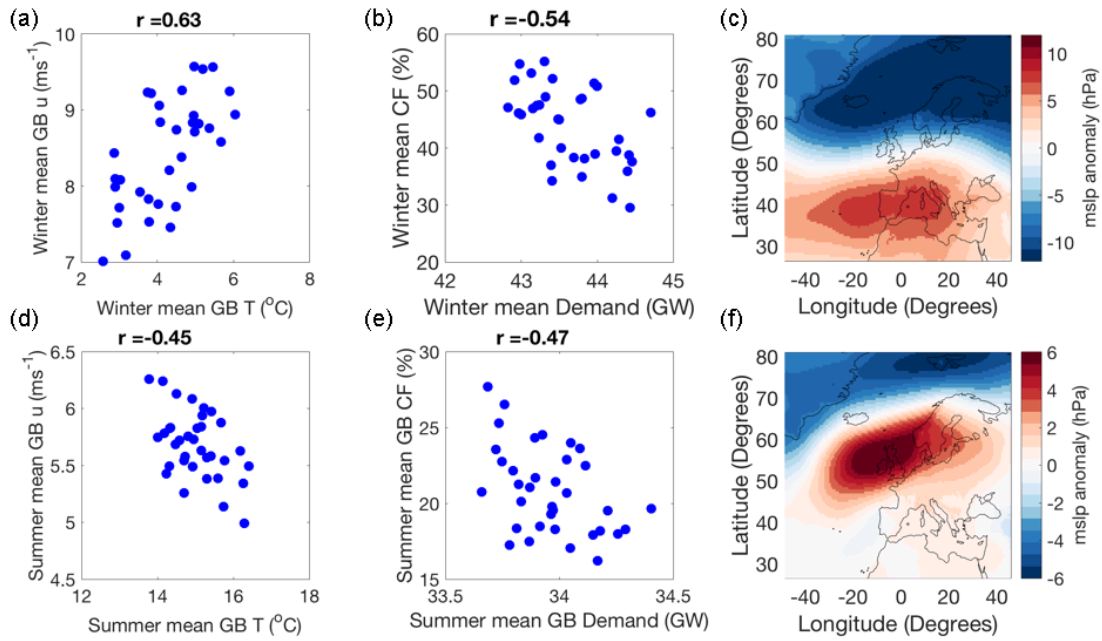 (a)
r =0.63
10
9
8
7
Winter mean GB u (ms-1)
2
4
6
8
Winter mean GB T (oC)
(b)
r =-0.54
60
50
40
30
20
Winter mean CF (%)
42
43
44
45
Winter mean Demand (GW)
(c)
80
70
60
50
40
30
Latitude (Degrees)
-40 -20 0 20 40
Longitude (Degrees)
10
5
0
-5
-10
mslp anomaly (hPa)
(d)
r =-0.45
6.5
6
5.5
5
4.5
Summer mean GB u (ms-1)
12
14
16
18
Summer mean GB T (oC)
(e)
r =-0.47
30
25
20
15
Summer mean GB CF (%)
33.5
34
34.5
Summer mean GB Demand (GW)
(f)
80
70
60
50
40
30
Latitude (Degrees)
-40 -20 0 20 40
Longitude (Degrees)
6
4
2
0
-2
-4
-6
mslp anomaly (hPa)